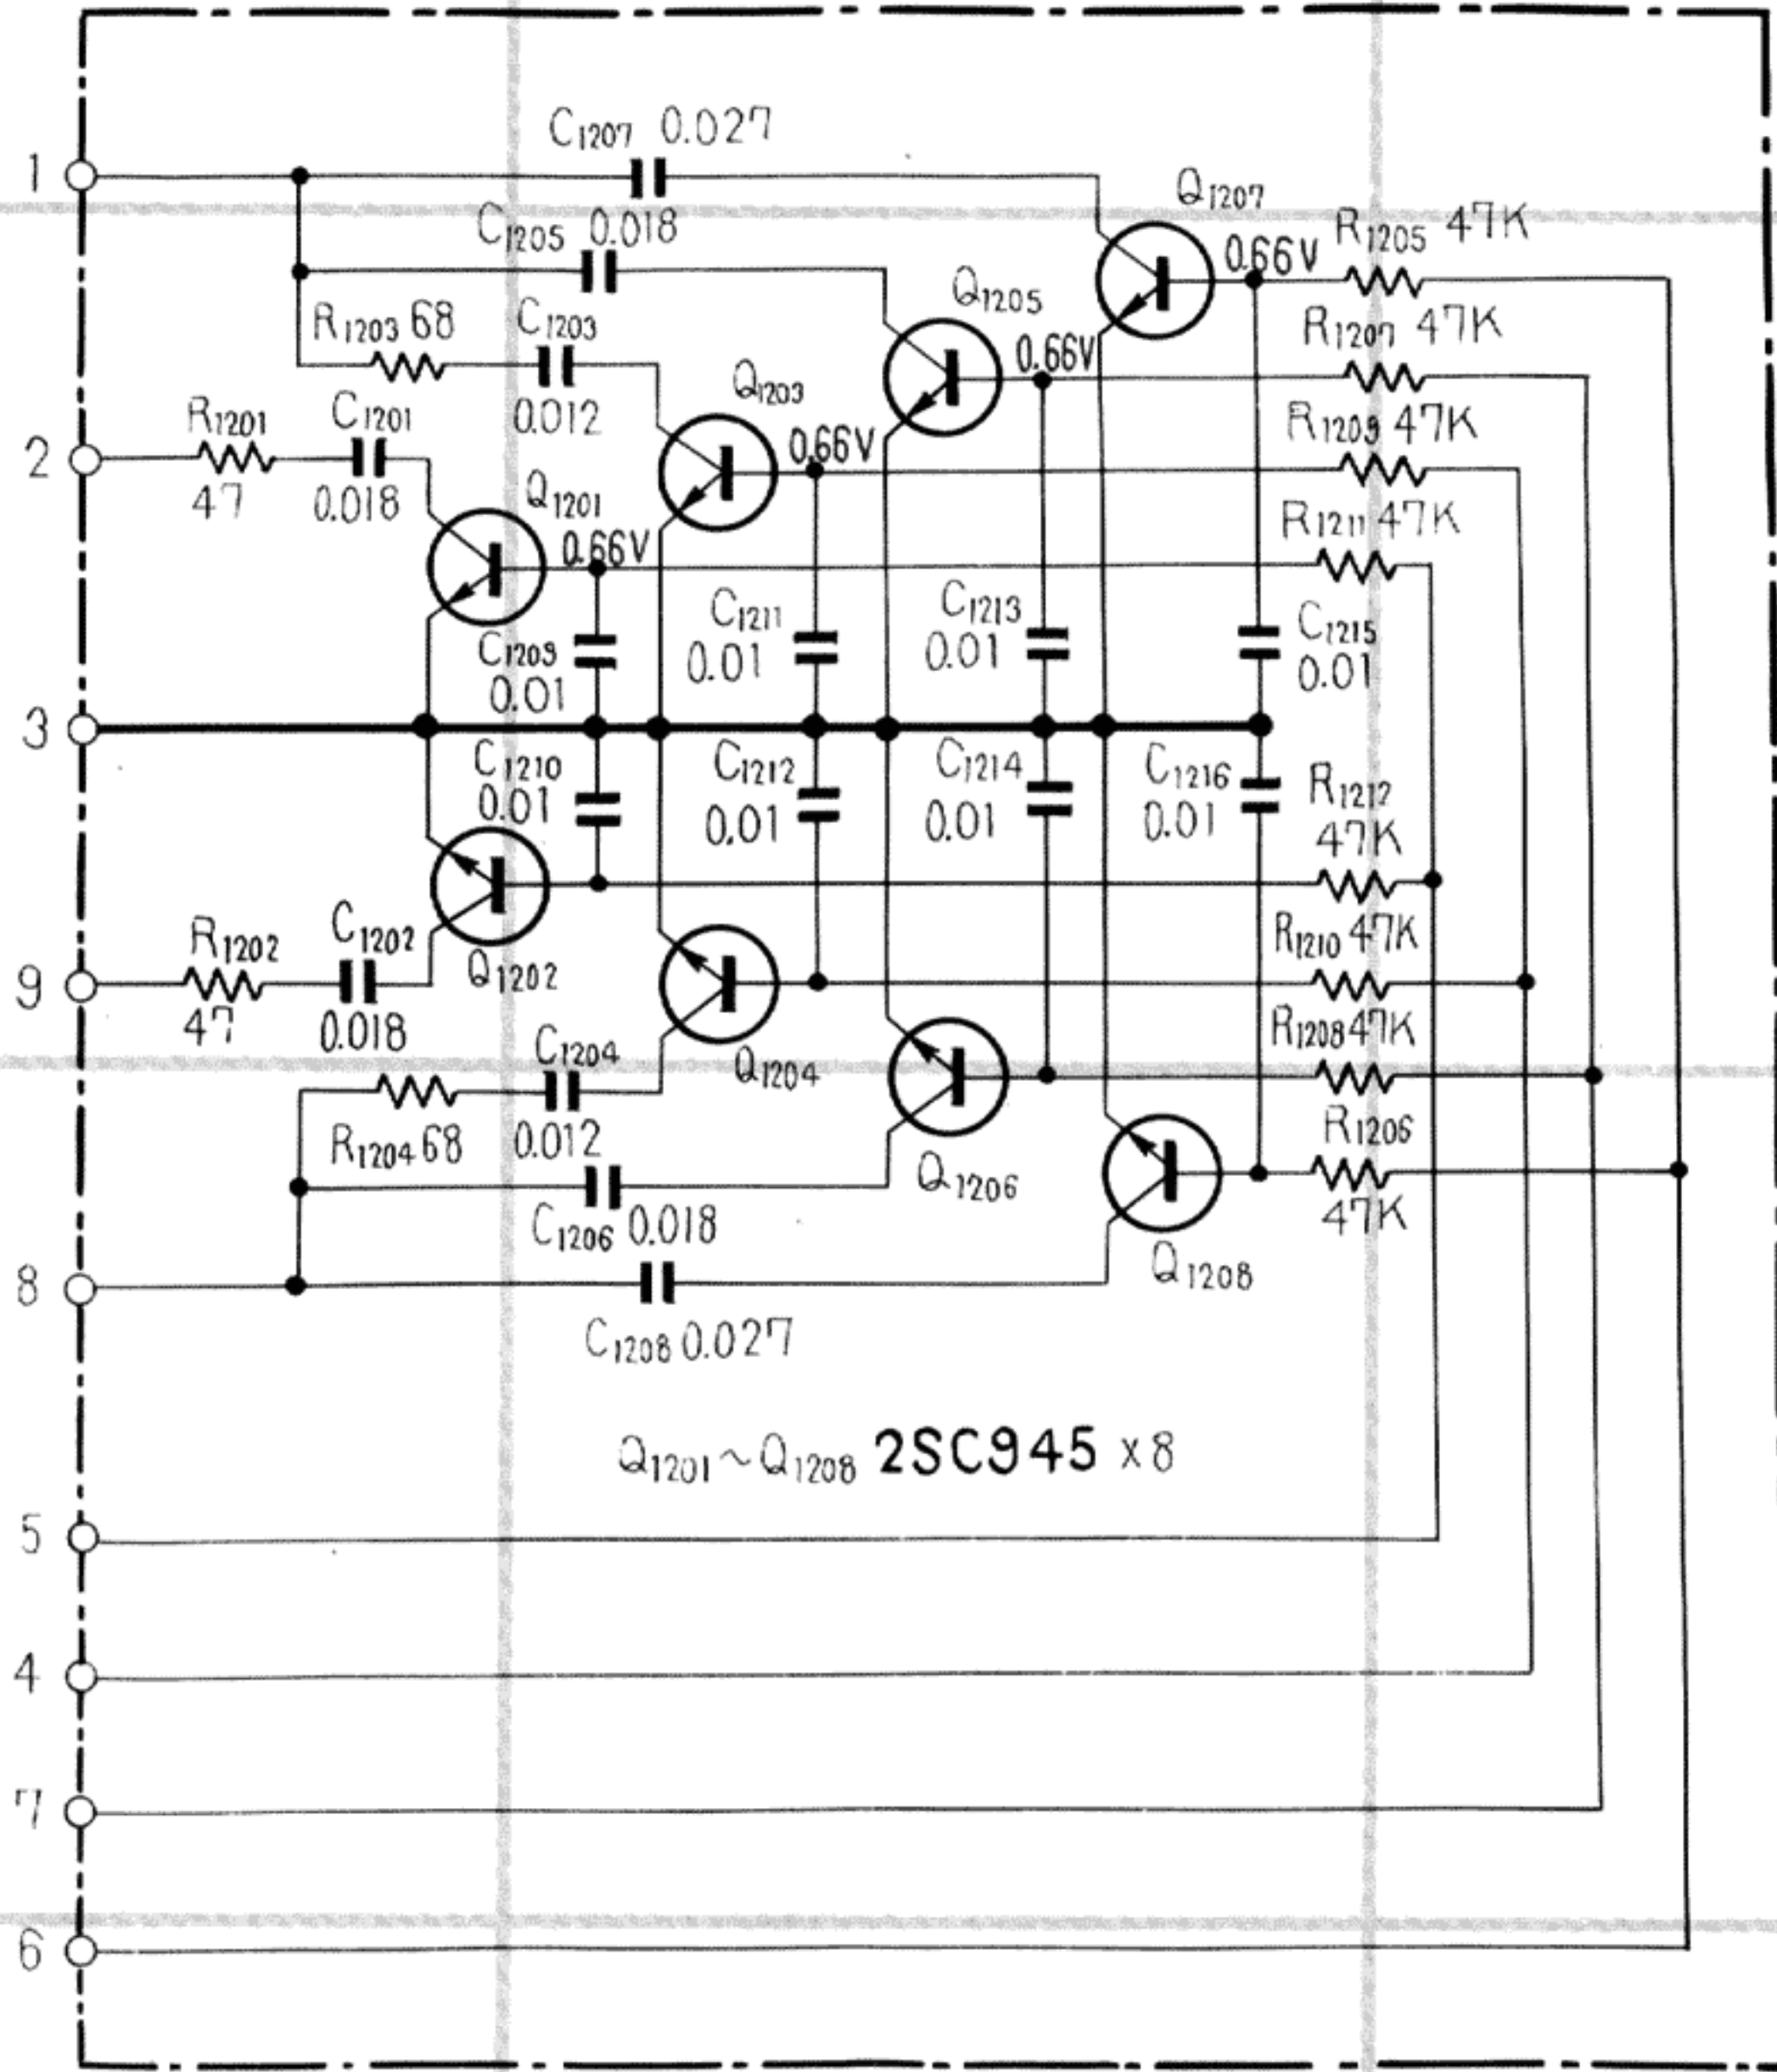 C1207 0.027
1
Q1207
C1205 0.018
R1205 47K
0.66V
Q1205
R1203 68
C1203
R1207 47K
0.66V
Q1203
0.012
R1201
C1201
R1209 47K
2
0.66V
47
0.018
Q1201
R1211 47K
0.66V
C1211
0.01
C1213
0.01
C1215
0.01
C1209
0.01
3
C1210
0.01
C1212
0.01
C1214
0.01
C1216
0.01
R1212
47K
R1202
C1202
R1210 47K
9
Q1202
47
0.018
R1208 47K
C1204
Q1204
0.012
R1204 68
R1206
Q1206
47K
C1206 0.018
8
Q1208
C1208 0.027
Q1201~Q1208 2SC945 x8
5
4
7
6